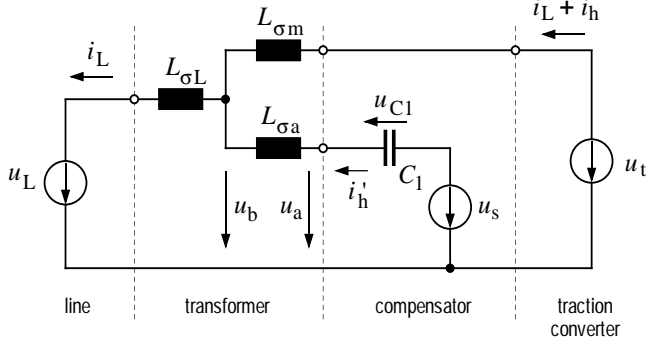 i_L + i_h
i_L
L_σm
L_σL
L_σa
u_C1
u_L
i_h'
C_1
u_t
u_b
u_a
u_s
line
transformer
compensator
traction
converter